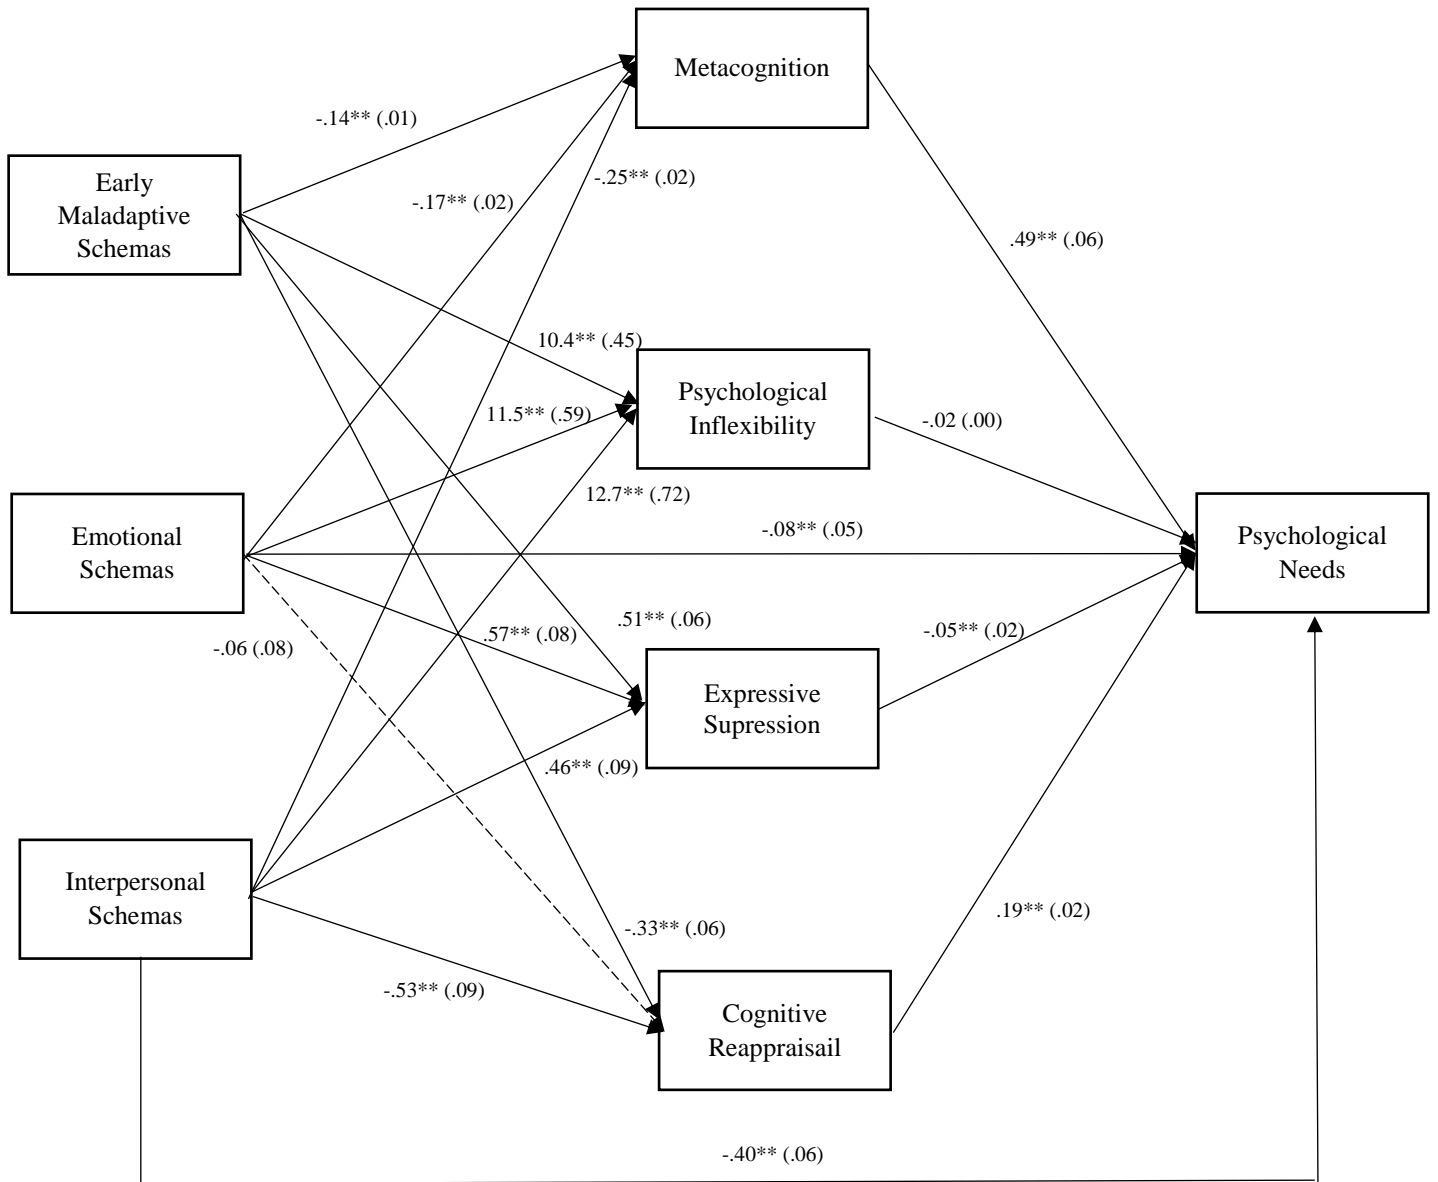 Metacognition
-.14** (.01)
Early
Maladaptive
Schemas
-.25** (.02)
-.17** (.02)
.49** (.06)
10.4** (.45)
Psychological
Inflexibility
11.5** (.59)
-.02 (.00)
12.7** (.72)
Emotional
Schemas
-.08** (.05)
Psychological
Needs
.51** (.06)
.57** (.08)
-.05** (.02)
-.06 (.08)
Expressive
Supression
.46** (.09)
Interpersonal
Schemas
.19** (.02)
-.33** (.06)
-.53** (.09)
Cognitive
Reappraisail
-.40** (.06)